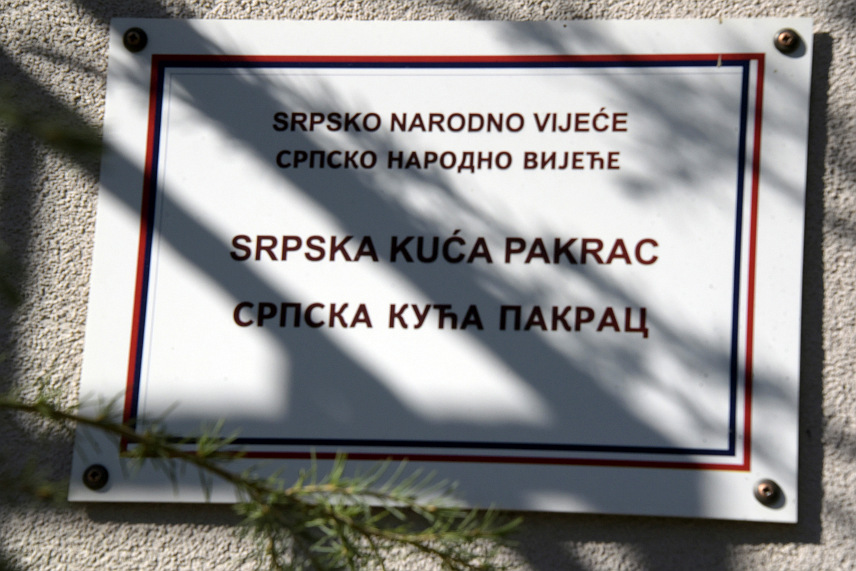 SRPSKO NARODNO VIJEĆE
СРПСКО НАРОДНО ВИЈЕЋЕ
SRPSKA KUĆA PAKRAC
СРПСКА КУЋА ПАКРАЦ